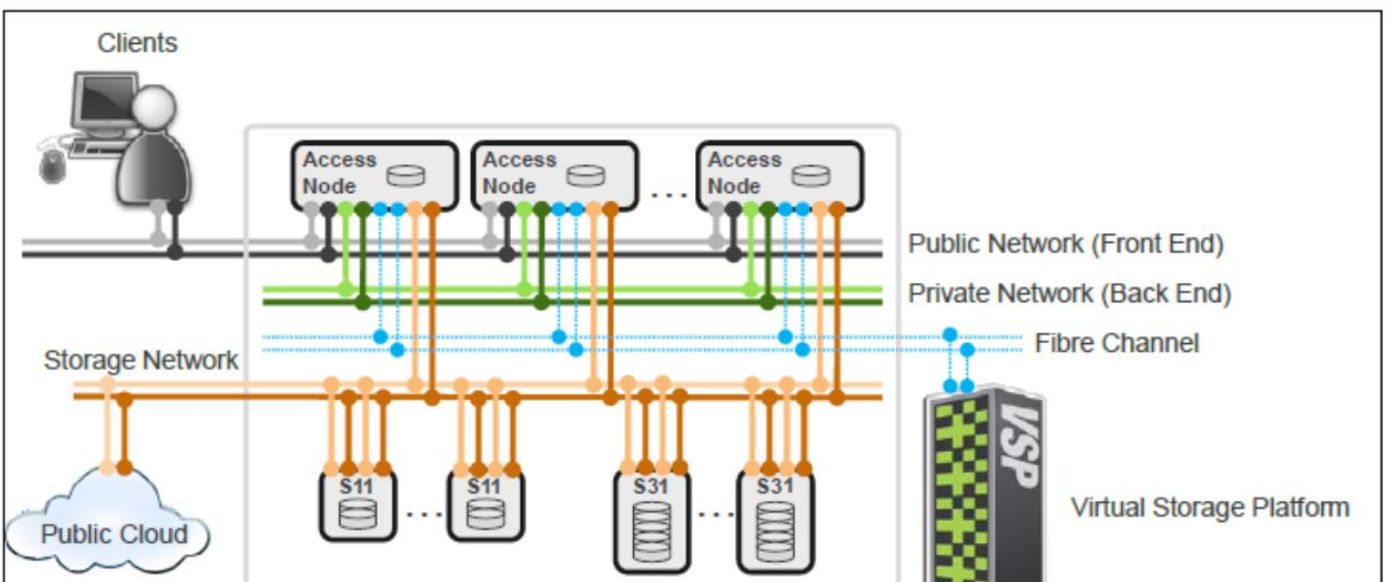 Clients
Access
Node
Access
Node
. . .
Access
Node
Public Network (Front End)
Private Network (Back End)
Fibre Channel
Storage Network
VSP
S11
. . .
S11
S31
. . .
S31
Public Cloud
Virtual Storage Platform